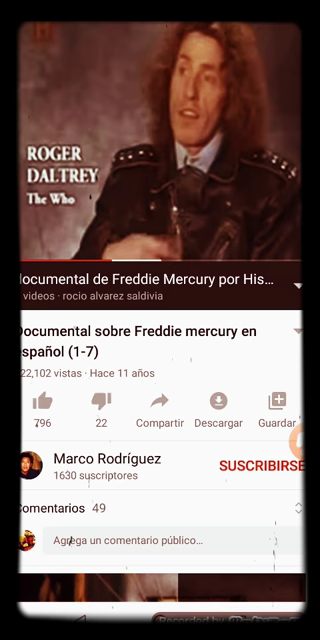 ROGER
DALTREY
The Who
ocumental de Freddie Mercury por His...
videos · rocio alvarez saldivia
Documental sobre Freddie mercury en
español (1-7)
22,102 vistas · Hace 11 años
796
22
Compartir
Descargar
Guardar
Marco Rodríguez
1630 suscriptores
SUSCRIBIRSE
Comentarios 49
Agrega un comentario público...
Recorded by